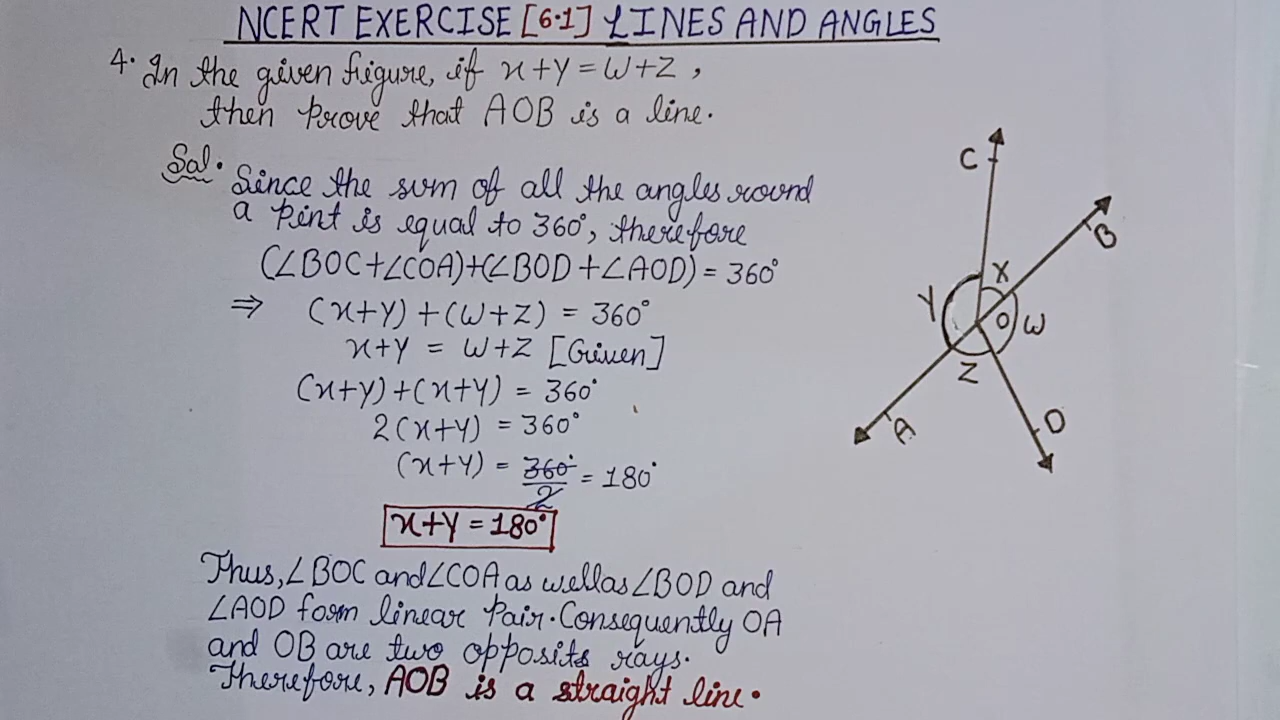 NCERT EXERCISE [6.1] LINES AND ANGLES
4. In the given figure, if x+y = w+z ,
then prove that AOB is a line.
Sol.
Since the sum of all the angles round
a pint is equal to 360°, therefore
(∠BOC+∠COA)+(∠BOD+∠AOD) = 360°
⇒ (x+y)+(w+z) = 360°
x+y = w+z [Given]
(x+y)+(x+y) = 360°
2(x+y) = 360°
(x+y) = 360°/2 = 180°
x+y = 180°
Thus, ∠BOC and ∠COA as well as ∠BOD and
∠AOD form linear pair. Consequently OA
and OB are two opposits rays.
Therefore, AOB is a straight line.
C
B
X
Y
O
W
Z
A
D